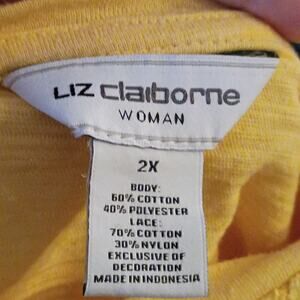 Liz claiborne
WOMAN
2X
BODY:
60% COTTON
40% POLYESTER
LACE:
70% COTTON
30% NYLON
EXCLUSIVE OF
DECORATION
MADE IN INDONESIA